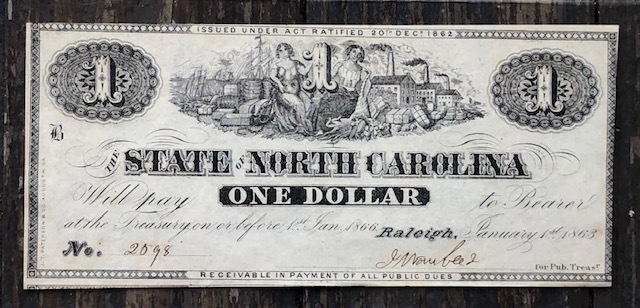 ISSUED UNDER ACT RATIFIED 20TH DECR. 1862
1 1 1
B
THE STATE OF NORTH CAROLINA
Will pay ONE DOLLAR to Bearer
at the Treasury on or before 1st Jan. 1866.
Raleigh, January 1st 1863
No. 2098
for Pub. Treasr.
RECEIVABLE IN PAYMENT OF ALL PUBLIC DUES